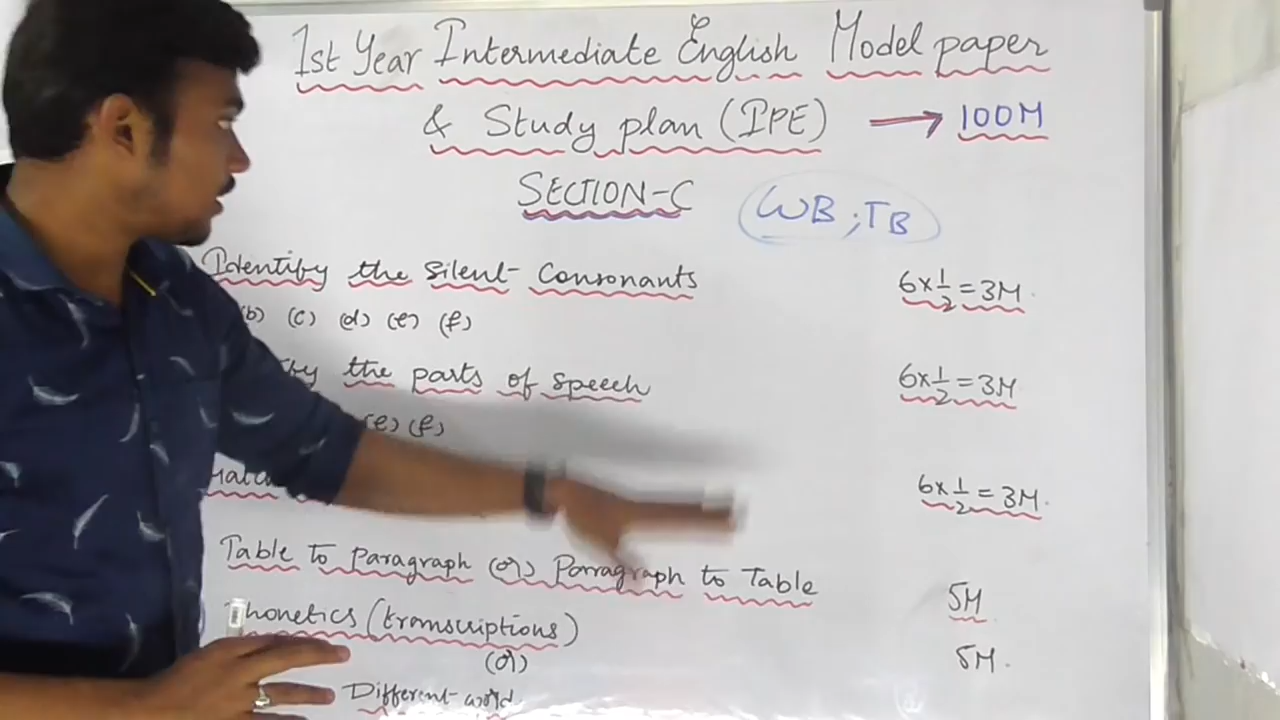 1st Year Intermediate English Model paper
& Study plan (IPE) → 100M
SECTION-C WB; TB
Identify the Silent Consonants 6x1/2=3M.
(b) (c) (d) (e) (f)
the parts of speech 6x1/2=3M
(e) (f)
6x1/2=3M.
Table to Paragraph (or) Parragraph to Table 5M
Phonetics (transcriptions)
(or) 5M.
Different word